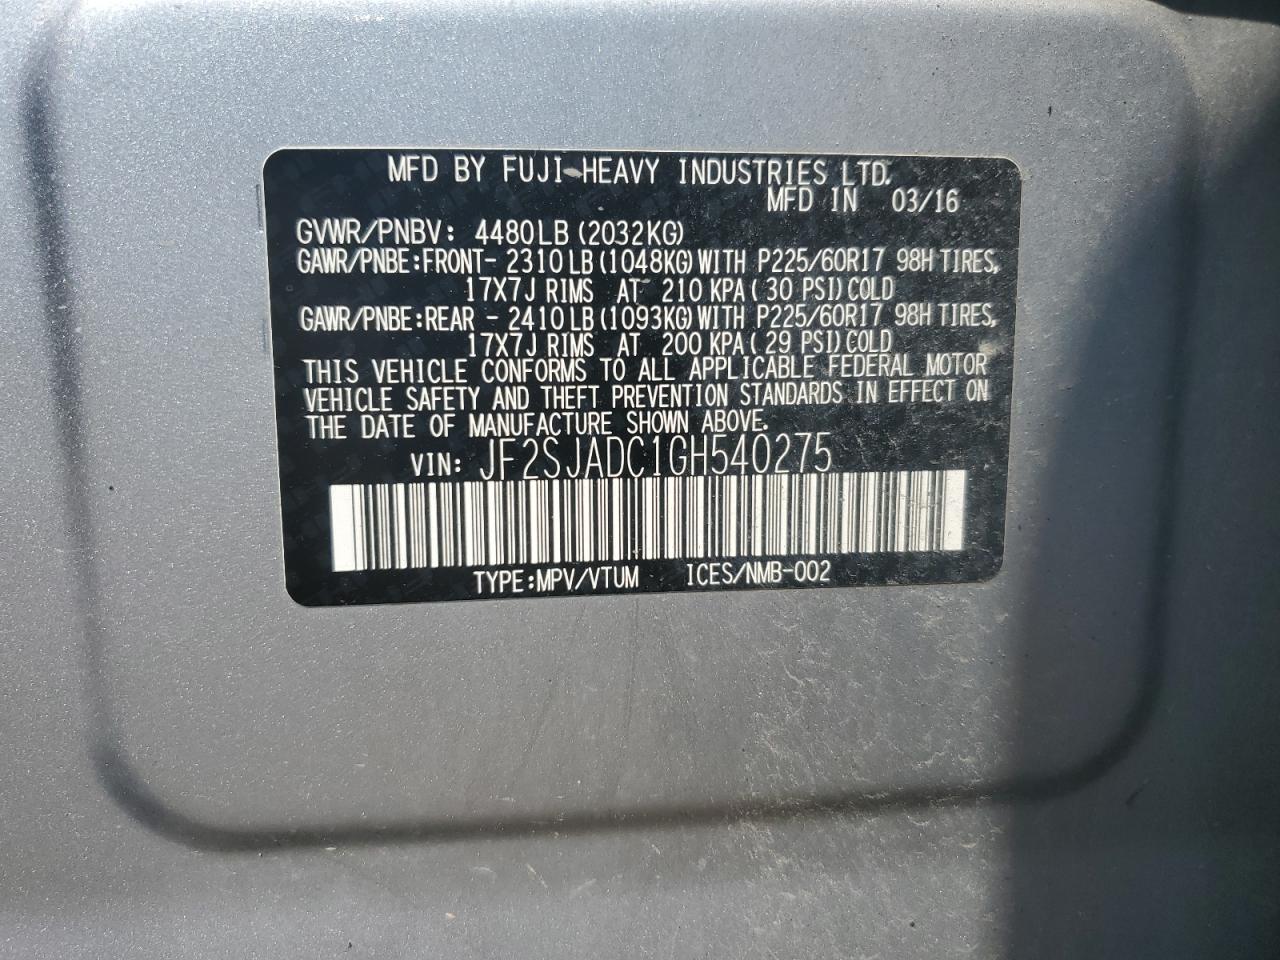 MFD BY FUJI-HEAVY INDUSTRIES LTD.
MFD IN 03/16
GVWR/PNBV: 4480LB (2032KG)
GAWR/PNBE:FRONT- 2310LB (1048KG) WITH P225/60R17 98H TIRES,
17X7J RIMS AT 210 KPA (30 PSI) COLD
GAWR/PNBE:REAR - 2410LB (1093KG) WITH P225/60R17 98H TIRES,
17X7J RIMS AT 200 KPA (29 PSI) COLD
THIS VEHICLE CONFORMS TO ALL APPLICABLE FEDERAL MOTOR
VEHICLE SAFETY AND THEFT PREVENTION STANDARDS IN EFFECT ON
THE DATE OF MANUFACTURE SHOWN ABOVE.
VIN: JF2SJADC1GH540275
TYPE:MPV/VTUM ICES/NMB-002